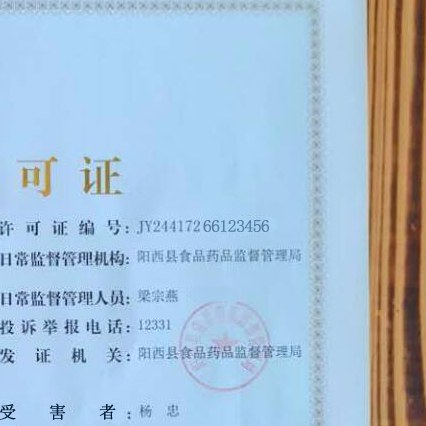 可证
许可证编号：JY24417266123456
日常监督管理机构：阳西县食品药品监督管理局
日常监督管理人员：梁宗燕
投诉举报电话：12331
发证机关：阳西县食品药品监督管理局
受害者：杨忠